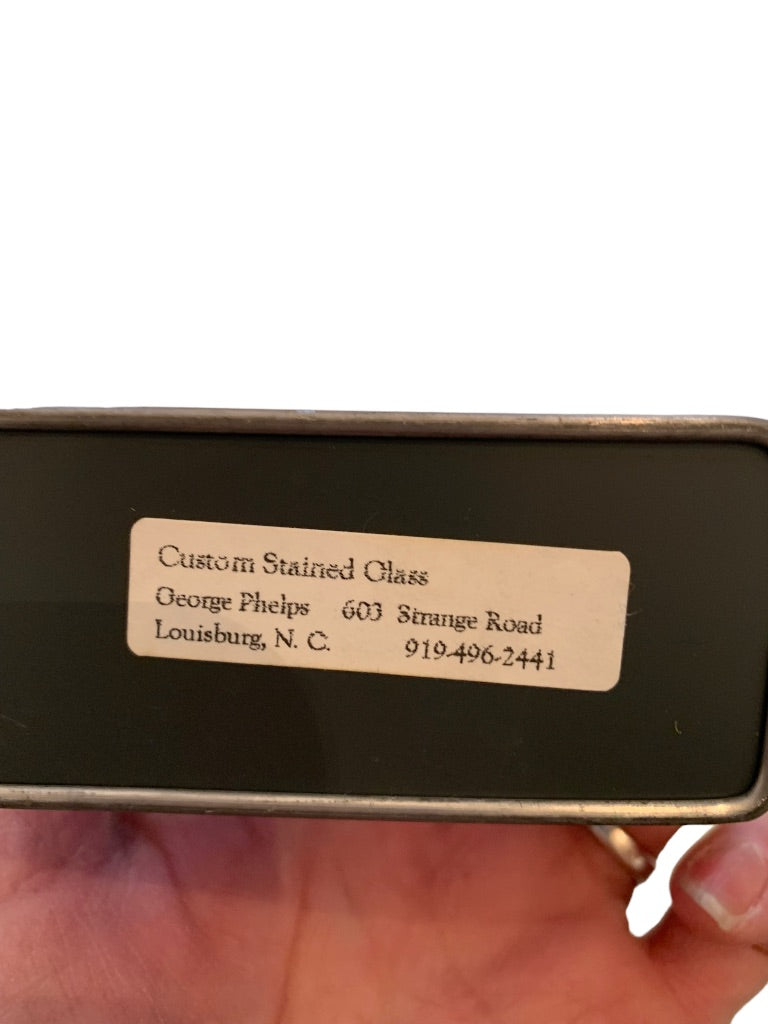 Custom Stained Glass
George Phelps 603 Strange Road
Louisburg, N. C. 919-496-2441